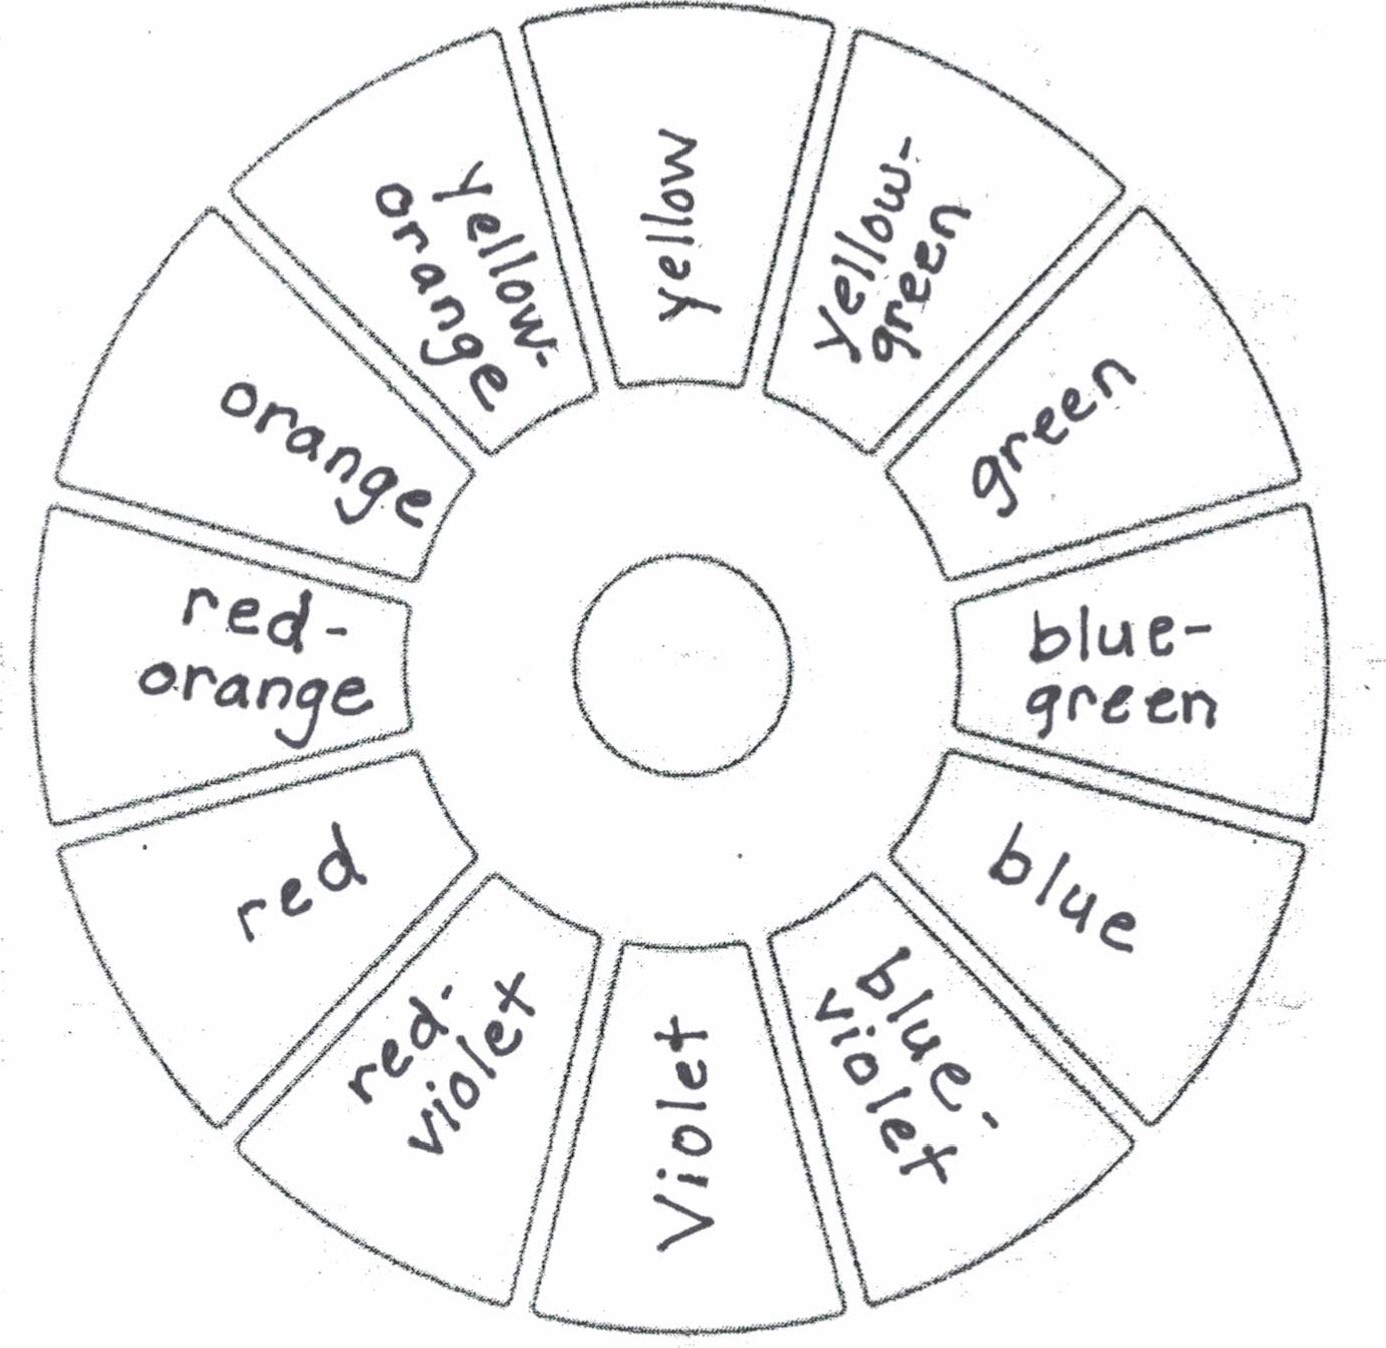 yellow
yellow-
green
green
blue-
green
blue
blue-
violet
Violet
red-
violet
red
red-
orange
orange
yellow-
orange